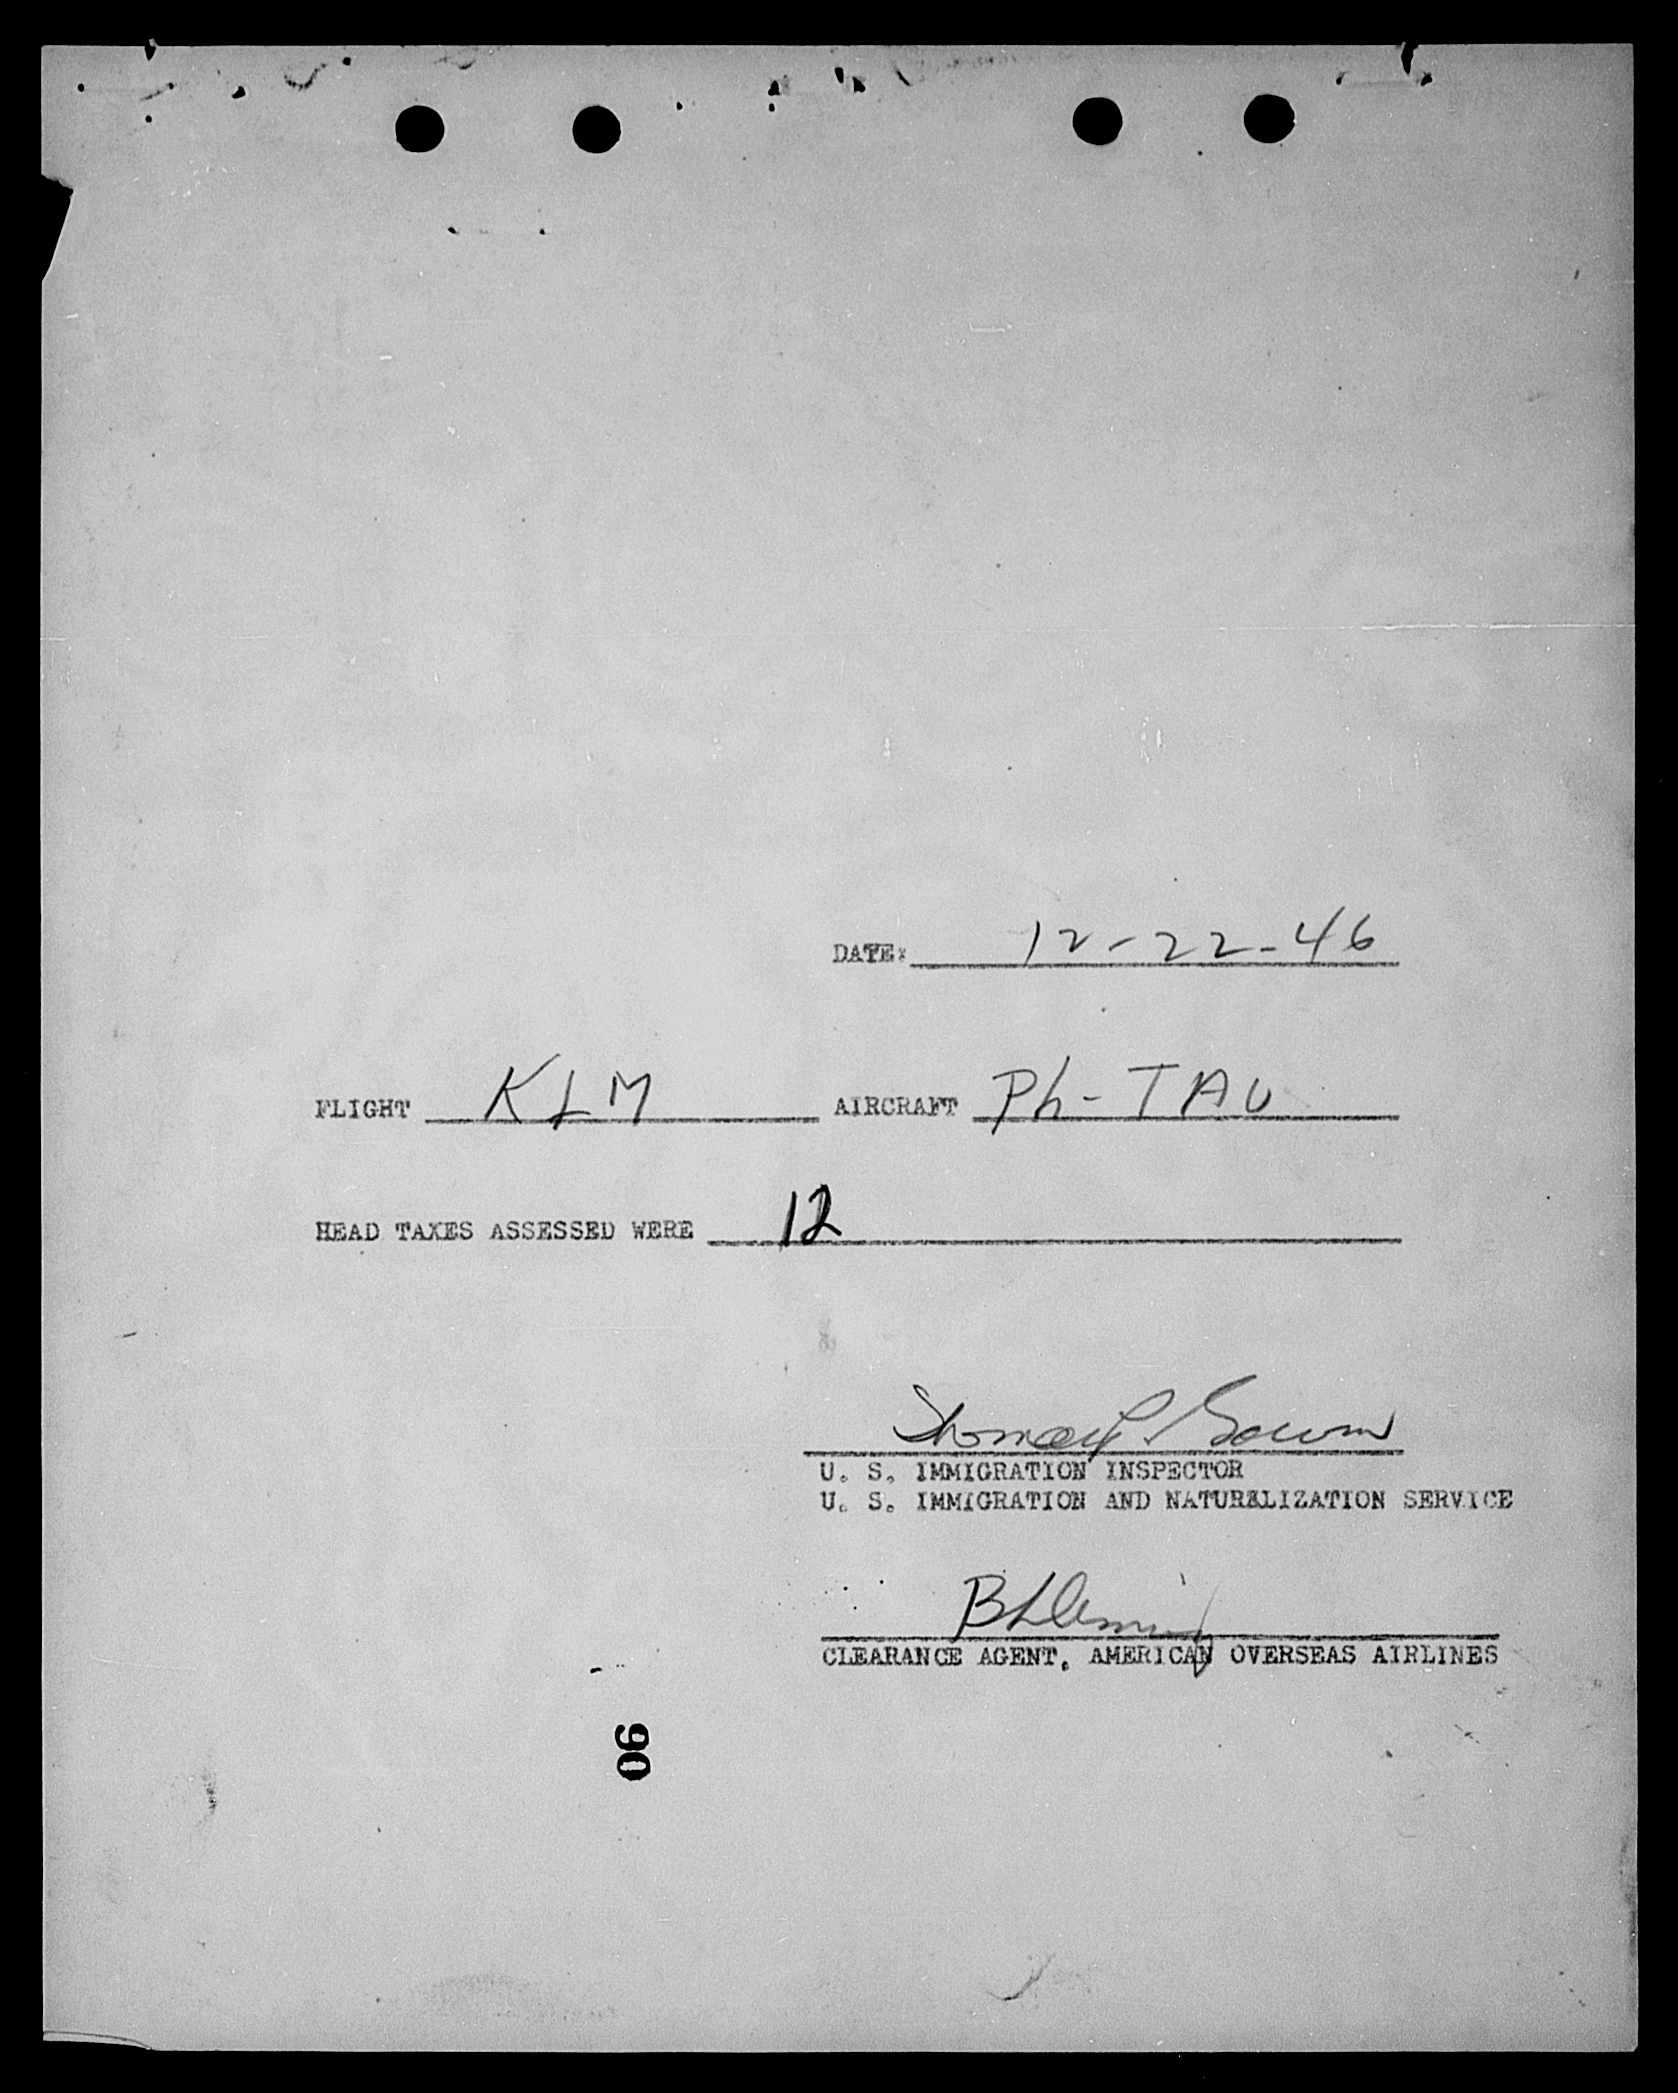 DATE: 12-22-46
FLIGHT KLM AIRCRAFT Ph-TAU
HEAD TAXES ASSESSED WERE 12
U. S. IMMIGRATION INSPECTOR
U. S. IMMIGRATION AND NATURALIZATION SERVICE
CLEARANCE AGENT, AMERICAN OVERSEAS AIRLINES
90